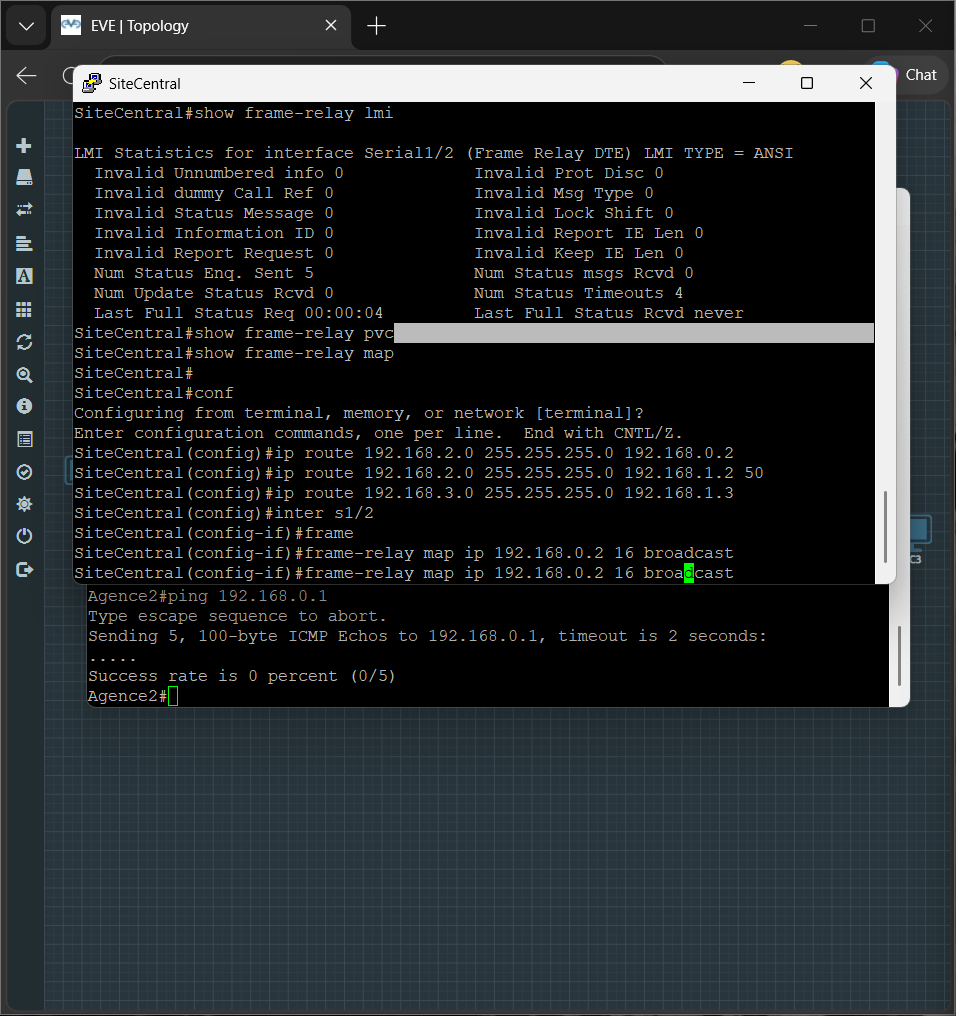 EVE | Topology
Chat
SiteCentral
SiteCentral#show frame-relay lmi
LMI Statistics for interface Serial1/2 (Frame Relay DTE) LMI TYPE = ANSI
  Invalid Unnumbered info 0             Invalid Prot Disc 0
  Invalid dummy Call Ref 0              Invalid Msg Type 0
  Invalid Status Message 0              Invalid Lock Shift 0
  Invalid Information ID 0              Invalid Report IE Len 0
  Invalid Report Request 0              Invalid Keep IE Len 0
  Num Status Enq. Sent 5                Num Status msgs Rcvd 0
  Num Update Status Rcvd 0              Num Status Timeouts 4
  Last Full Status Req 00:00:04         Last Full Status Rcvd never
SiteCentral#show frame-relay pvc
SiteCentral#show frame-relay map
SiteCentral#
SiteCentral#conf
Configuring from terminal, memory, or network [terminal]?
Enter configuration commands, one per line.  End with CNTL/Z.
SiteCentral(config)#ip route 192.168.2.0 255.255.255.0 192.168.0.2
SiteCentral(config)#ip route 192.168.2.0 255.255.255.0 192.168.1.2 50
SiteCentral(config)#ip route 192.168.3.0 255.255.255.0 192.168.1.3
SiteCentral(config)#inter s1/2
SiteCentral(config-if)#frame
SiteCentral(config-if)#frame-relay map ip 192.168.0.2 16 broadcast
SiteCentral(config-if)#frame-relay map ip 192.168.0.2 16 broadcast
C3
Agence2#ping 192.168.0.1
Type escape sequence to abort.
Sending 5, 100-byte ICMP Echos to 192.168.0.1, timeout is 2 seconds:
.....
Success rate is 0 percent (0/5)
Agence2#